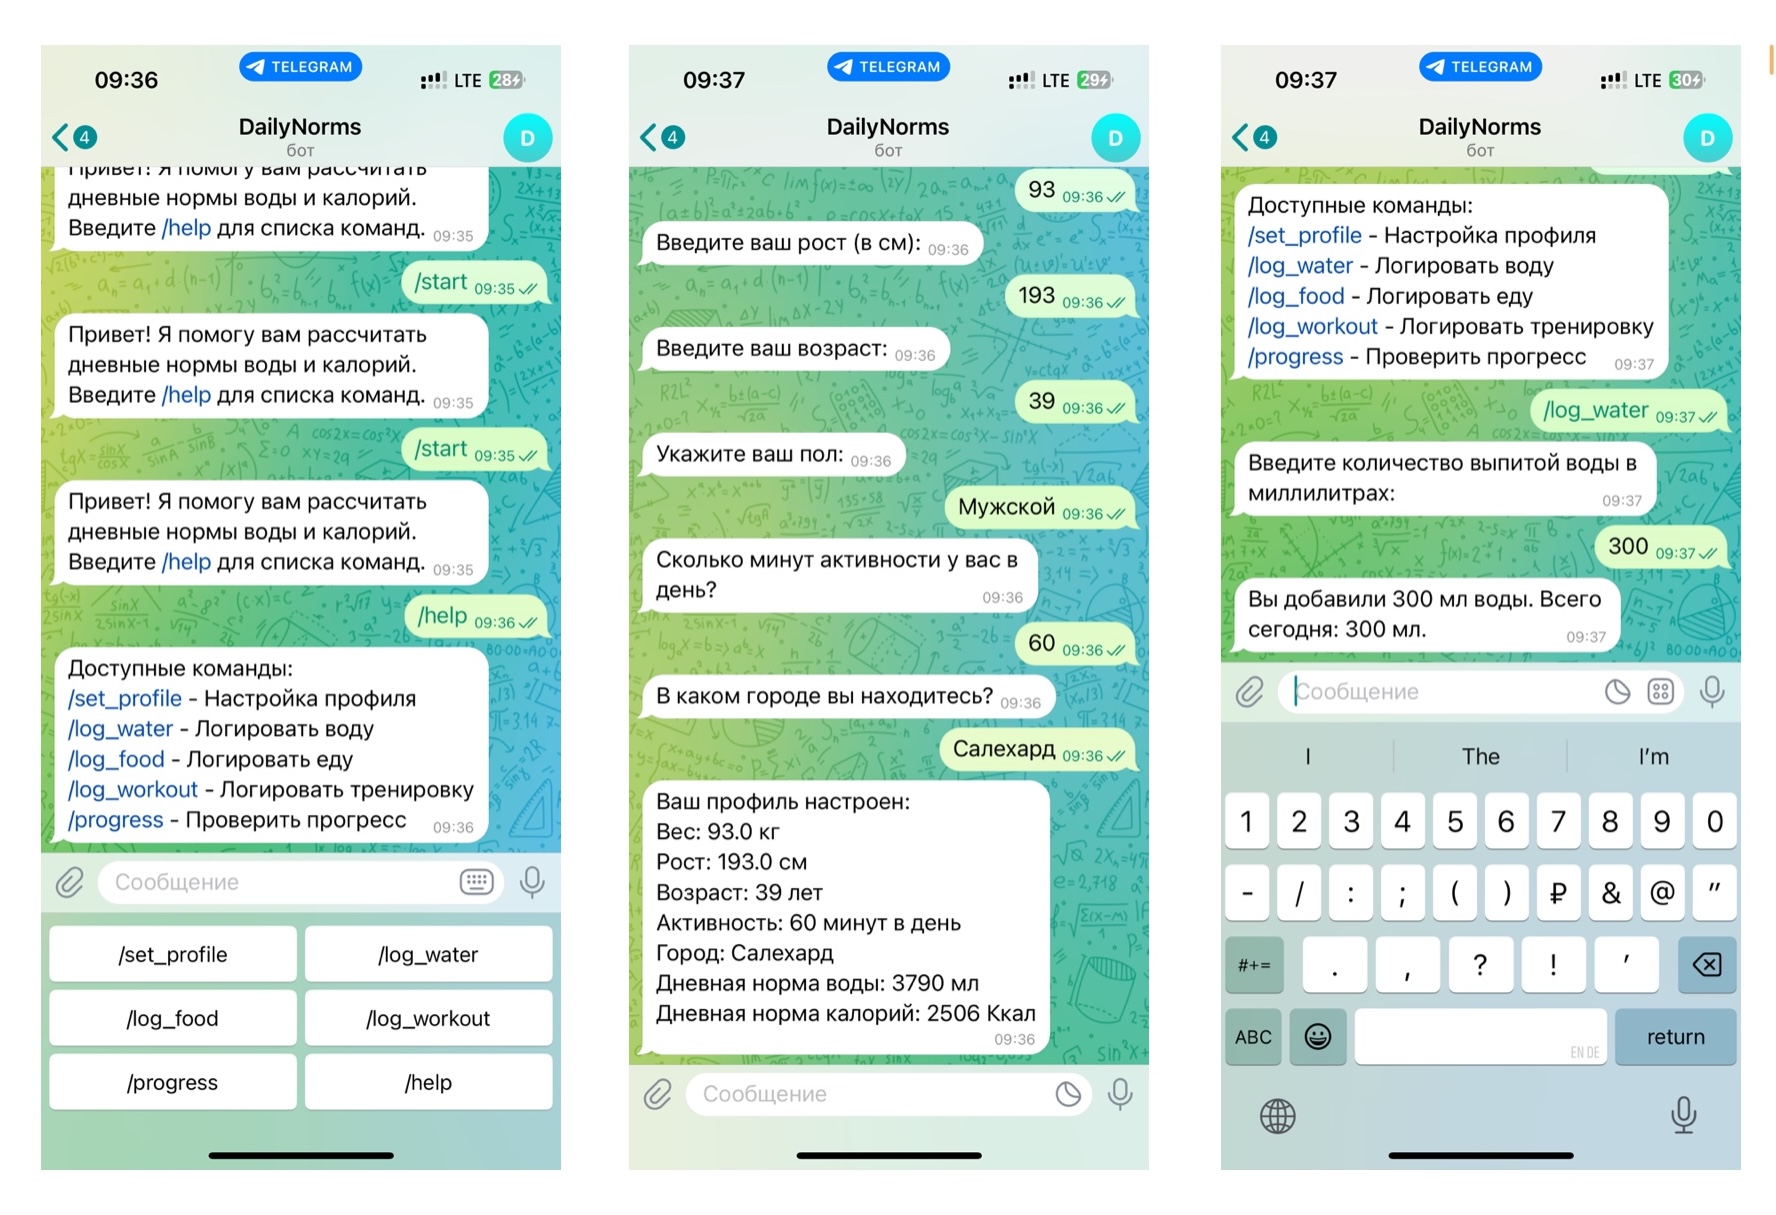 09:36
TELEGRAM
LTE 28
4
DailyNorms
бот
D
Привет! Я помогу вам рассчитать
дневные нормы воды и калорий.
Введите /help для списка команд. 09:35
/start 09:35
Привет! Я помогу вам рассчитать
дневные нормы воды и калорий.
Введите /help для списка команд. 09:35
/start 09:35
Привет! Я помогу вам рассчитать
дневные нормы воды и калорий.
Введите /help для списка команд. 09:35
/help 09:36
Доступные команды:
/set_profile - Настройка профиля
/log_water - Логировать воду
/log_food - Логировать еду
/log_workout - Логировать тренировку
/progress - Проверить прогресс 09:36
Сообщение
/set_profile /log_water
/log_food /log_workout
/progress /help
09:37
TELEGRAM
LTE 29
4
DailyNorms
бот
D
93 09:36
Введите ваш рост (в см): 09:36
193 09:36
Введите ваш возраст: 09:36
39 09:36
Укажите ваш пол: 09:36
Мужской 09:36
Сколько минут активности у вас в
день? 09:36
60 09:36
В каком городе вы находитесь? 09:36
Салехард 09:36
Ваш профиль настроен:
Вес: 93.0 кг
Рост: 193.0 см
Возраст: 39 лет
Активность: 60 минут в день
Город: Салехард
Дневная норма воды: 3790 мл
Дневная норма калорий: 2506 Ккал
09:36
Сообщение
09:37
TELEGRAM
LTE 30
4
DailyNorms
бот
D
Доступные команды:
/set_profile - Настройка профиля
/log_water - Логировать воду
/log_food - Логировать еду
/log_workout - Логировать тренировку
/progress - Проверить прогресс 09:37
/log_water 09:37
Введите количество выпитой воды в
миллилитрах: 09:37
300 09:37
Вы добавили 300 мл воды. Всего
сегодня: 300 мл. 09:37
Сообщение
I The I'm
1 2 3 4 5 6 7 8 9 0
- / : ; ( ) ₽ & @ "
#+= . , ? ! '
ABC EN DE return